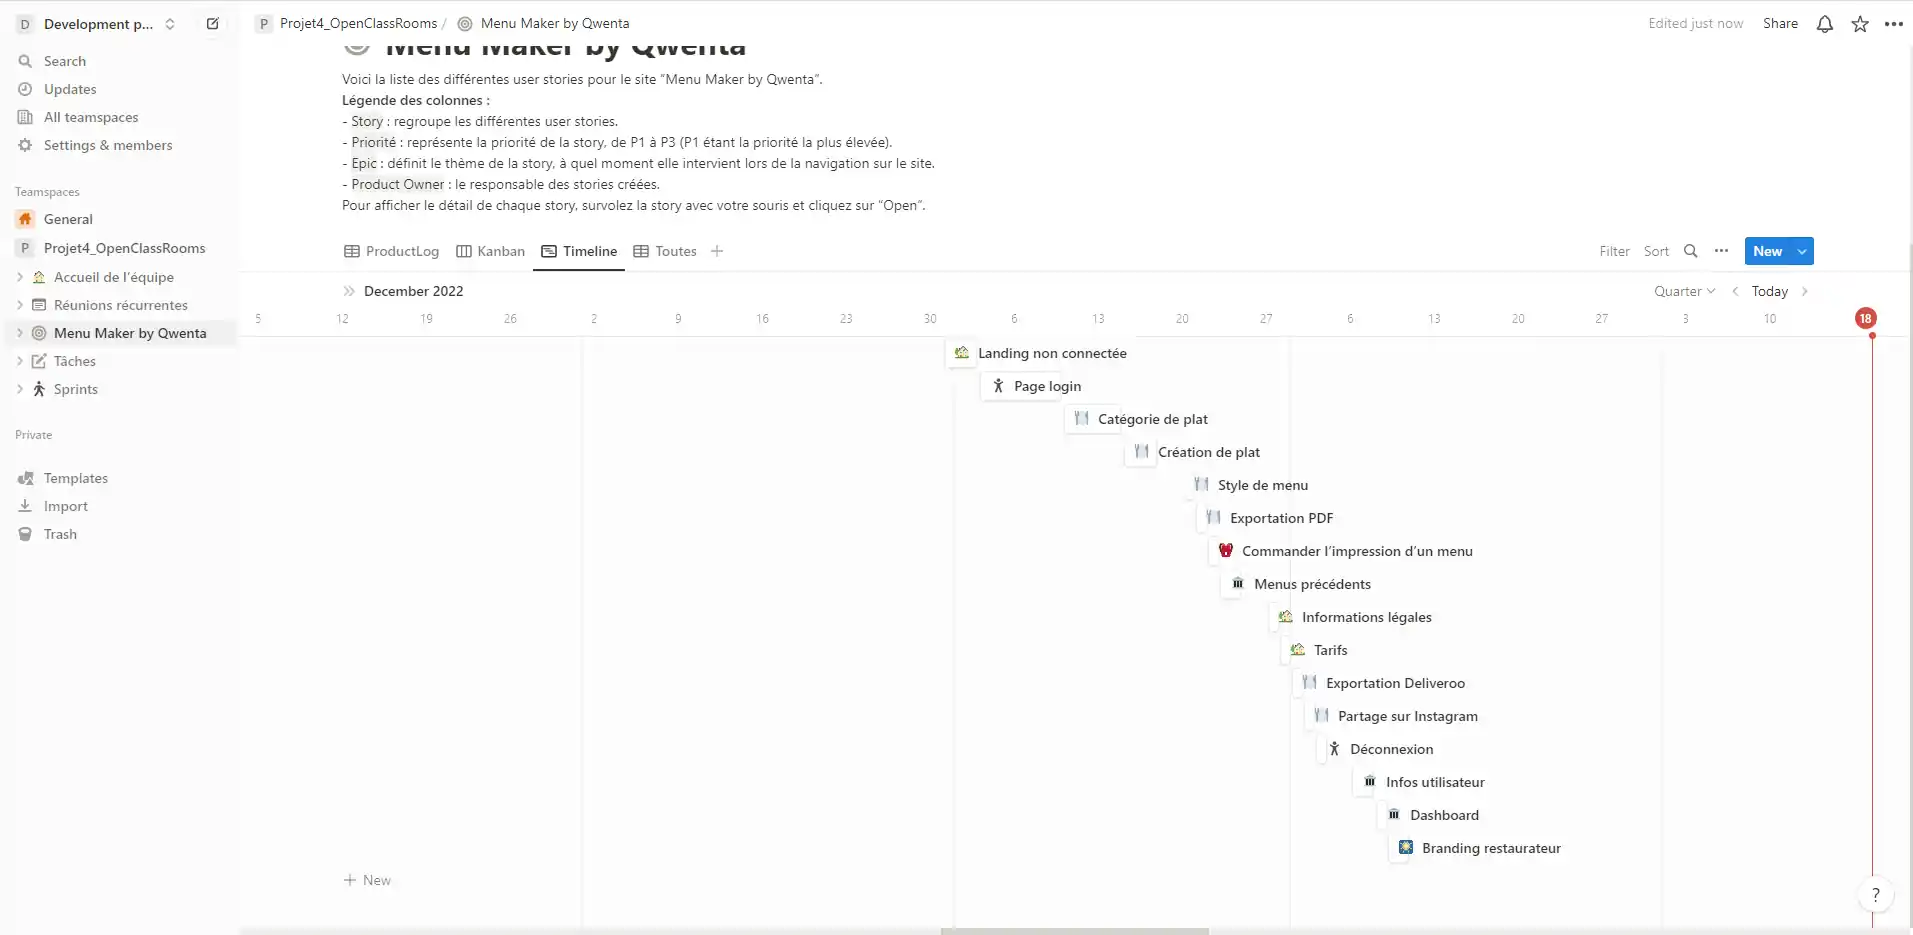 D Development p...
Search
Updates
All teamspaces
Settings & members
Teamspaces
General
P Projet4_OpenClassRooms
Accueil de l'équipe
Réunions récurrentes
Menu Maker by Qwenta
Tâches
Sprints
Private
Templates
Import
Trash
P Projet4_OpenClassRooms / Menu Maker by Qwenta
Edited just now Share
Menu Maker by Qwenta
Voici la liste des différentes user stories pour le site “Menu Maker by Qwenta”.
Légende des colonnes :
- Story : regroupe les différentes user stories.
- Priorité : représente la priorité de la story, de P1 à P3 (P1 étant la priorité la plus élevée).
- Epic : définit le thème de la story, à quel moment elle intervient lors de la navigation sur le site.
- Product Owner : le responsable des stories créées.
Pour afficher le détail de chaque story, survolez la story avec votre souris et cliquez sur “Open”.
ProductLog Kanban Timeline Toutes +
Filter Sort New
December 2022
Quarter Today
5 12 19 26 2 9 16 23 30 6 13 20 27 6 13 20 27 3 10 18
Landing non connectée
Page login
Catégorie de plat
Création de plat
Style de menu
Exportation PDF
Commander l'impression d'un menu
Menus précédents
Informations légales
Tarifs
Exportation Deliveroo
Partage sur Instagram
Déconnexion
Infos utilisateur
Dashboard
Branding restaurateur
+ New
?